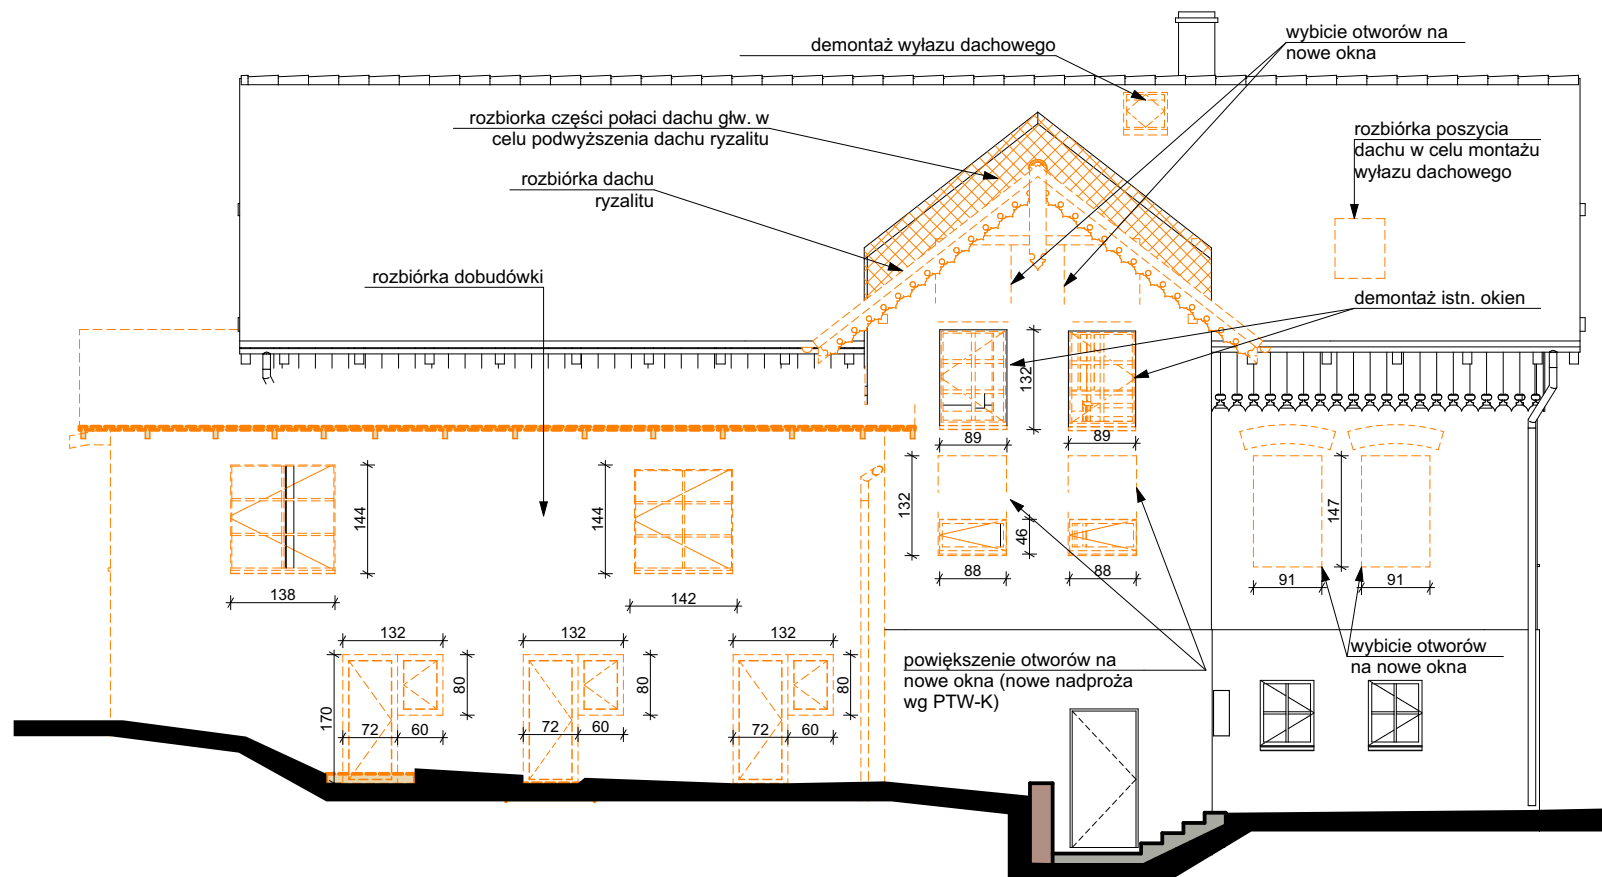 demontaż wyłazu dachowego
wybicie otworów na
nowe okna
rozbiorka części połaci dachu głw. w
celu podwyższenia dachu ryzalitu
rozbiórka dachu
ryzalitu
rozbiórka poszycia
dachu w celu montażu
wyłazu dachowego
rozbiórka dobudówki
demontaż istn. okien
132
89
89
144
144
132
46
147
138
142
88
88
91
91
132
132
132
80
80
80
170
72
60
72
60
72
60
powiększenie otworów na
nowe okna (nowe nadproża
wg PTW-K)
wybicie otworów
na nowe okna